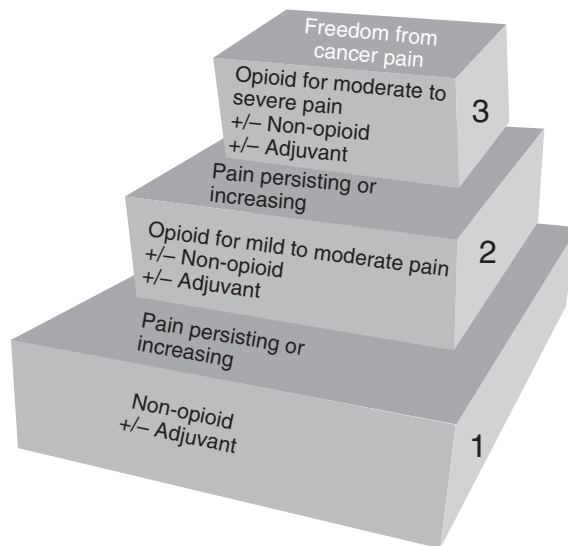 Freedom from
cancer pain
Opioid for moderate to
severe pain
+/– Non-opioid
+/– Adjuvant
3
Pain persisting or
increasing
Opioid for mild to moderate pain
+/– Non-opioid
+/– Adjuvant
2
Pain persisting or
increasing
Non-opioid
+/– Adjuvant
1